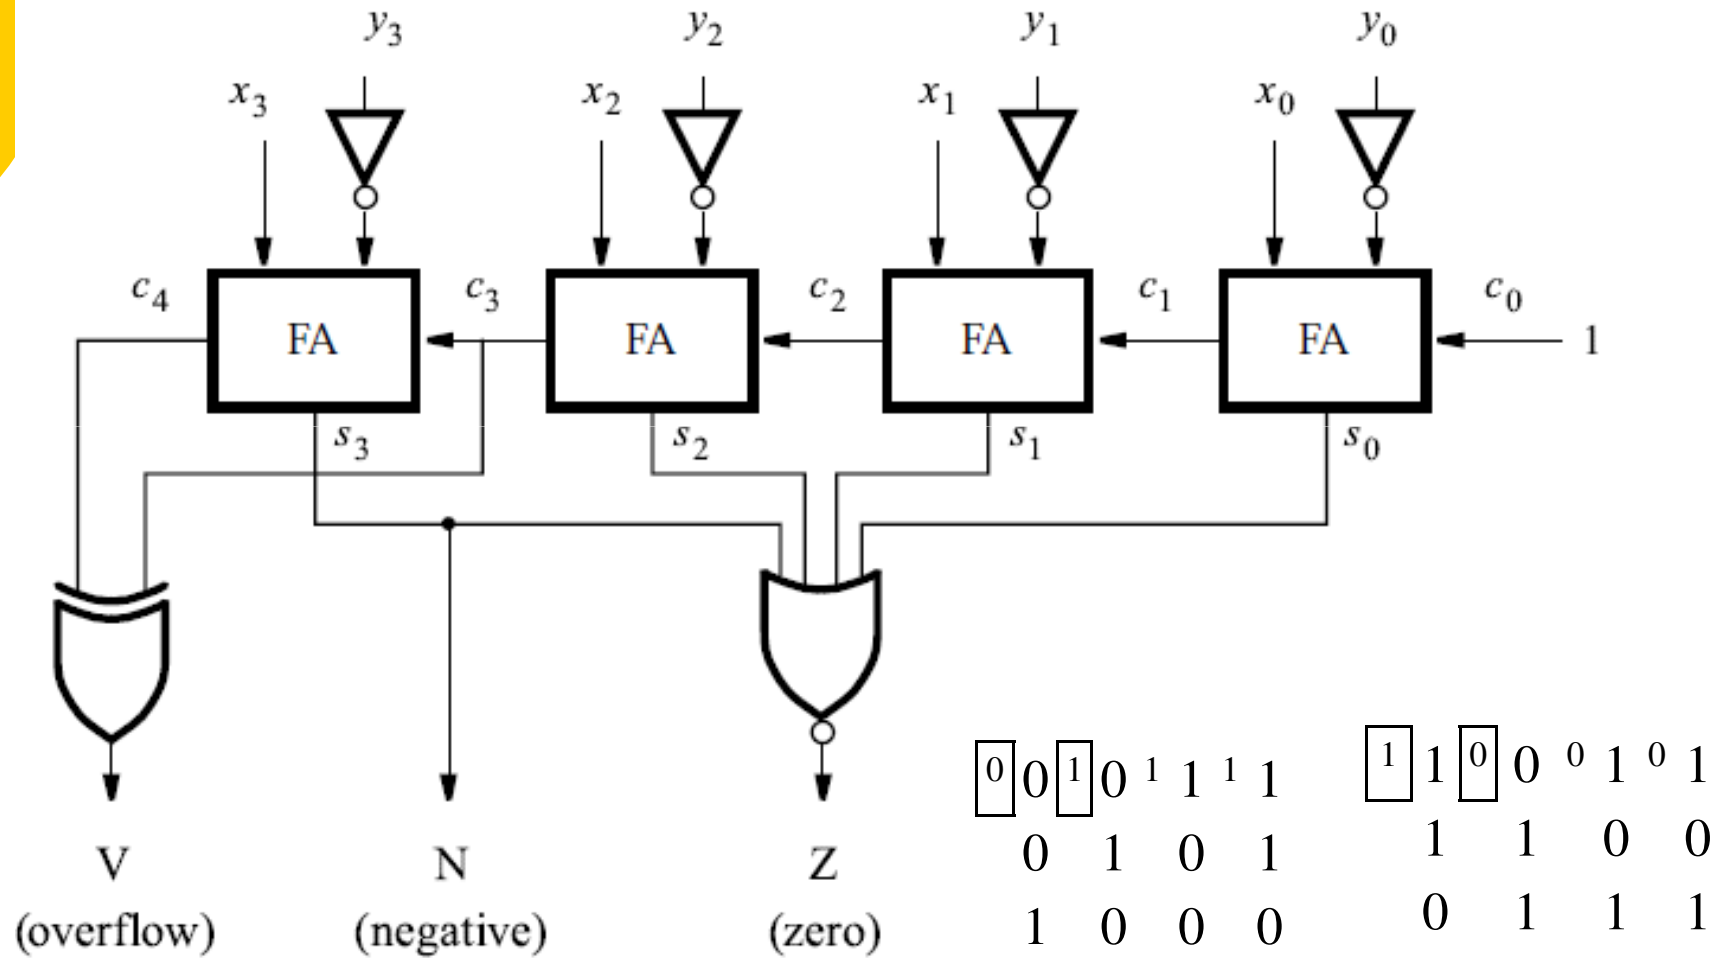 y3 y2 y1 y0
x3 x2 x1 x0
c4 c3 c2 c1 c0
FA FA FA FA 1
s3 s2 s1 s0
V N Z
(overflow) (negative) (zero)
0 0 1 0 1 1 1 1
0 1 0 1
1 0 0 0
1 1 0 0 0 1 0 1
1 1 0 0
0 1 1 1